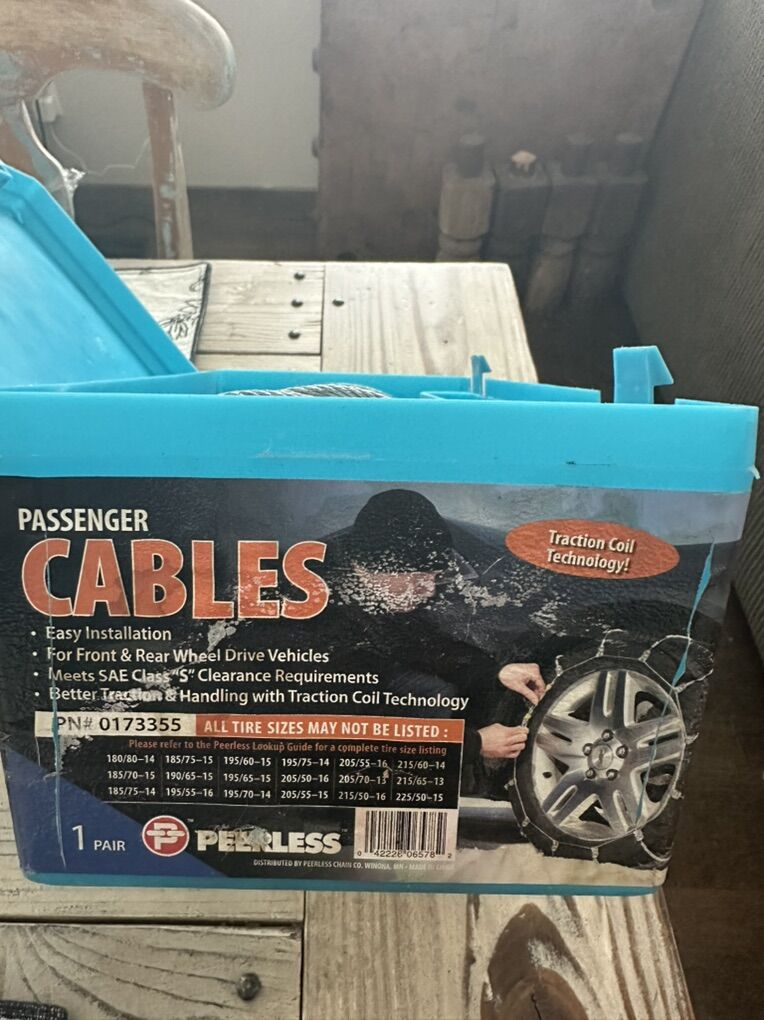 PASSENGER
CABLES
Traction Coil
Technology!
• Easy Installation
• For Front & Rear Wheel Drive Vehicles
• Meets SAE Class "S" Clearance Requirements
• Better Traction & Handling with Traction Coil Technology
PN# 0173355
ALL TIRE SIZES MAY NOT BE LISTED :
Please refer to the Peerless Lookup Guide for a complete tire size listing
180/80–14 185/75–15 195/60–15 195/75–14 205/55–16 215/60–14
185/70–15 190/65–15 195/65–15 205/50–16 205/70–13 215/65–13
185/75–14 195/55–16 195/70–14 205/55–15 215/50–16 225/50–15
1 PAIR
PEERLESS™
0 42226 06578 2
DISTRIBUTED BY PEERLESS CHAIN CO. WINONA, MN • MADE IN